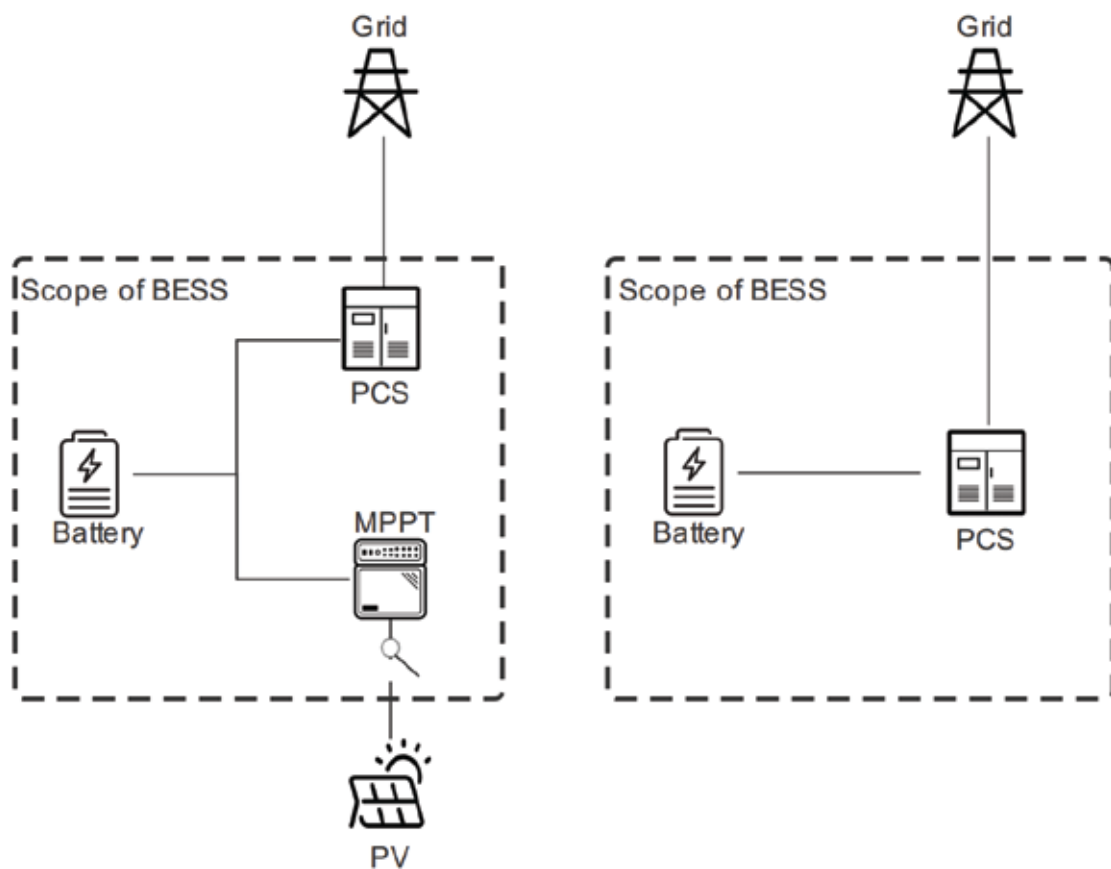 Grid
Scope of BESS
PCS
Battery
MPPT
PV
Grid
Scope of BESS
Battery
PCS